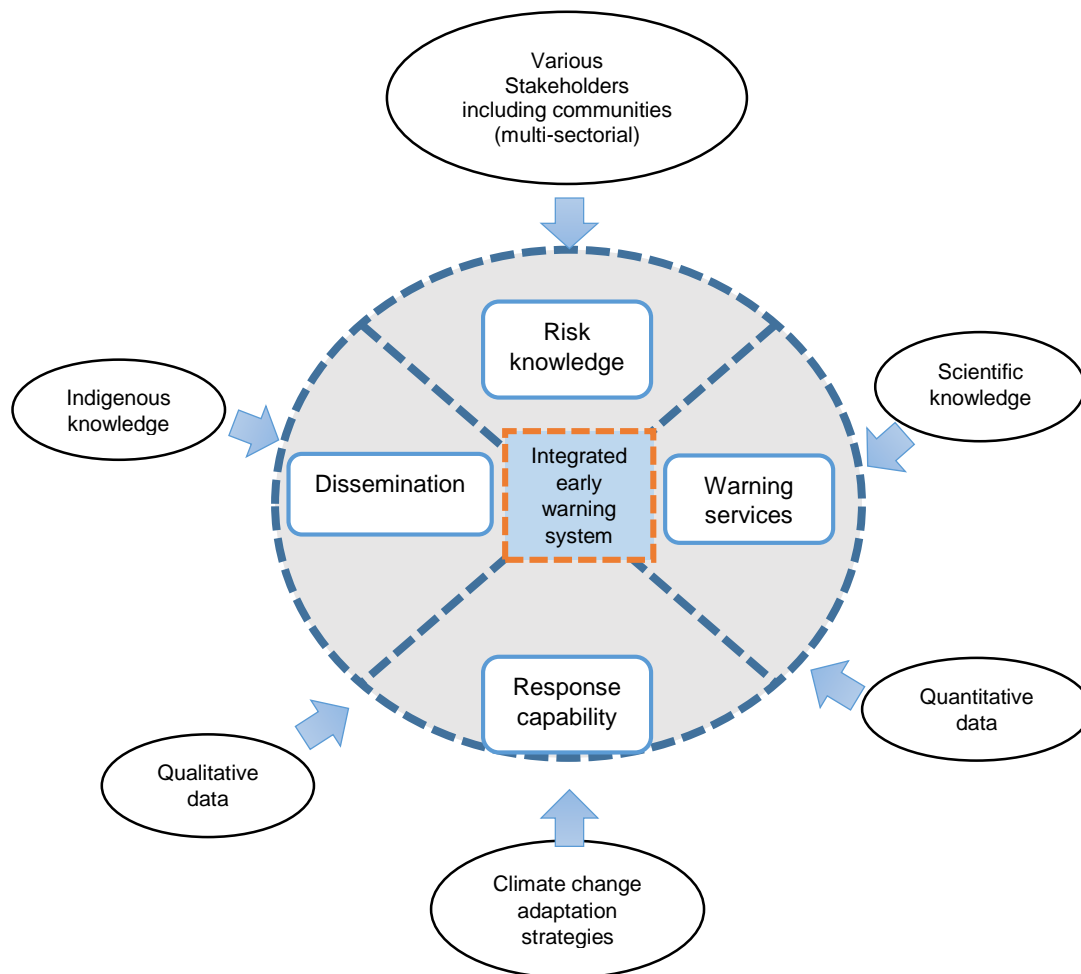 Various
Stakeholders
including communities
(multi-sectorial)
Risk
knowledge
Scientific
knowledge
Indigenous
knowledge
Integrated
early
warning
system
Dissemination
Warning
services
Response
capability
Quantitative
data
Qualitative
data
Climate change
adaptation
strategies